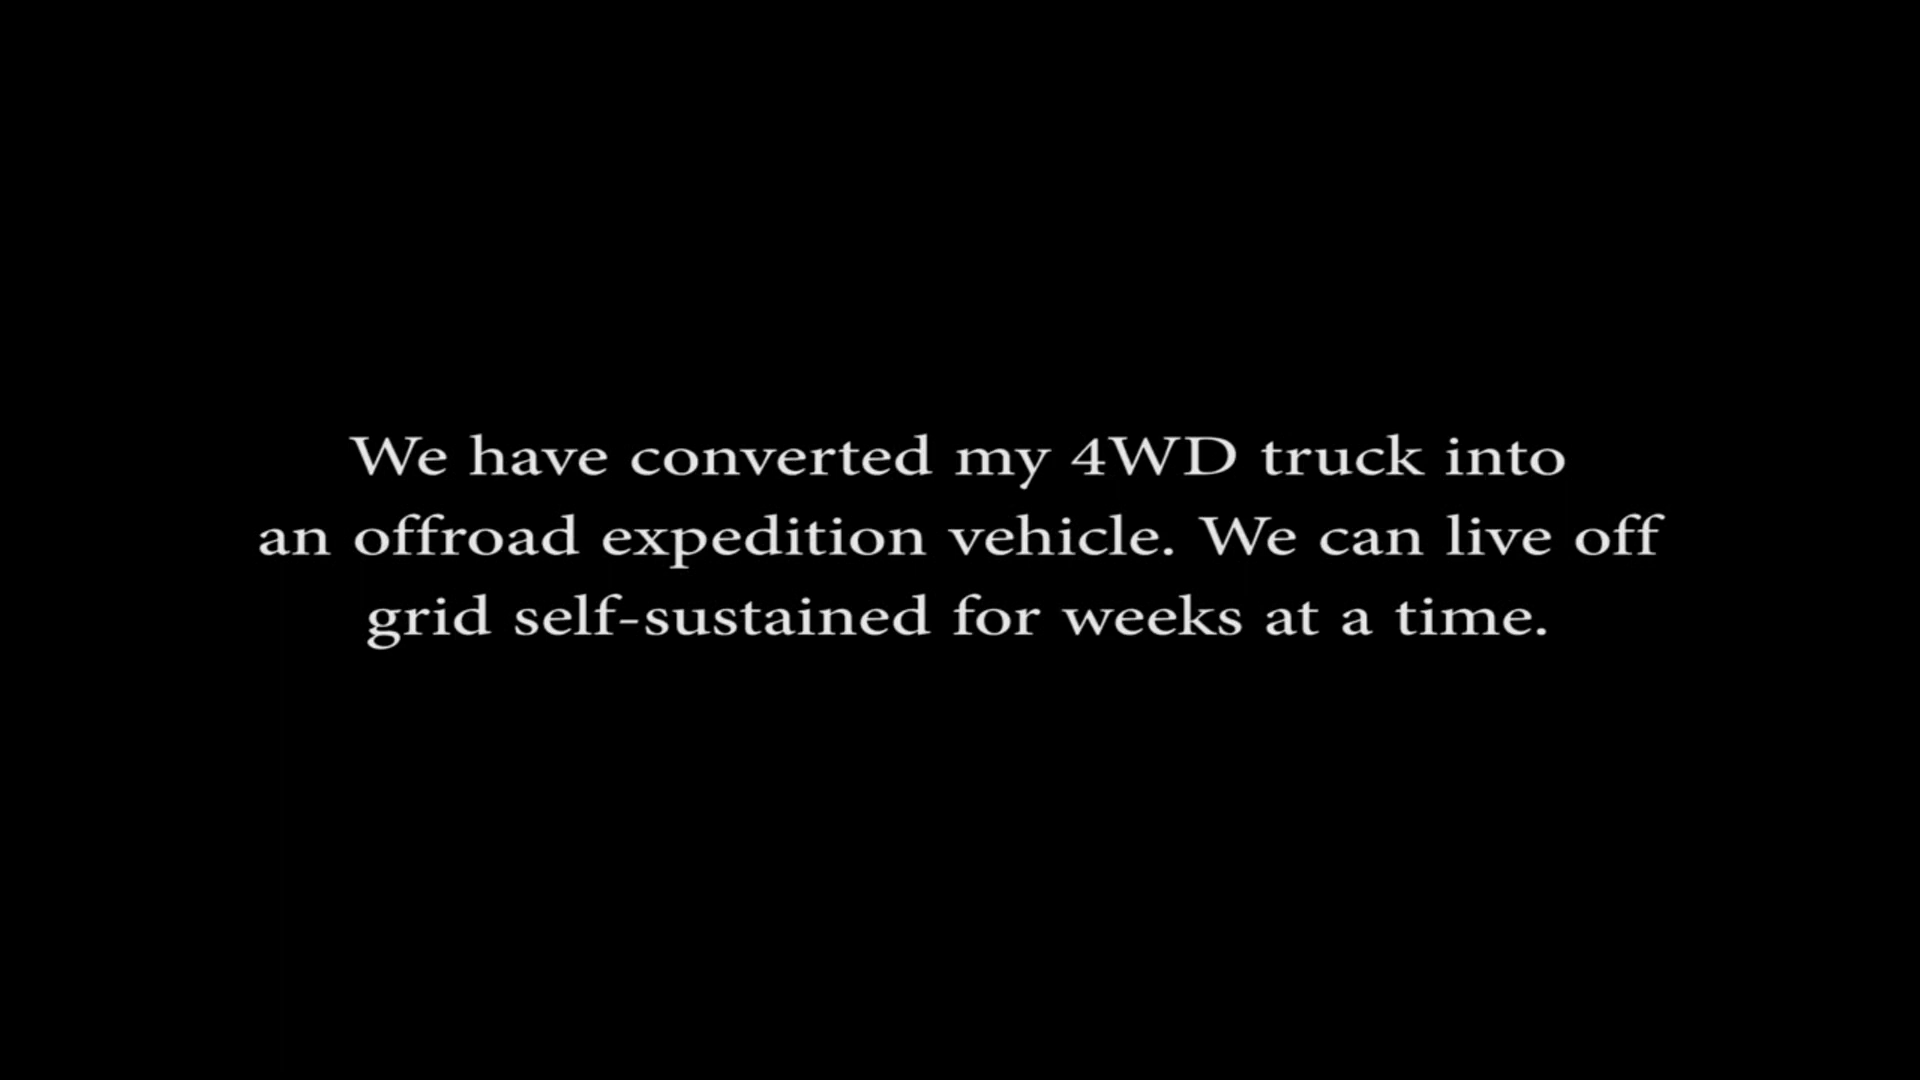 We have converted my 4WD truck into
an offroad expedition vehicle. We can live off
grid self-sustained for weeks at a time.